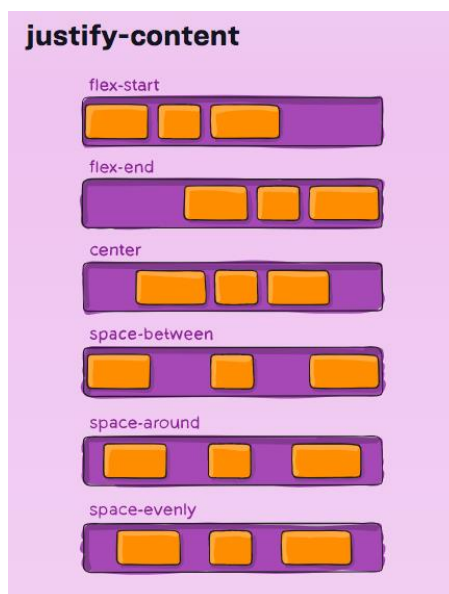 justify-content
flex-start
flex-end
center
space-between
space-around
space-evenly